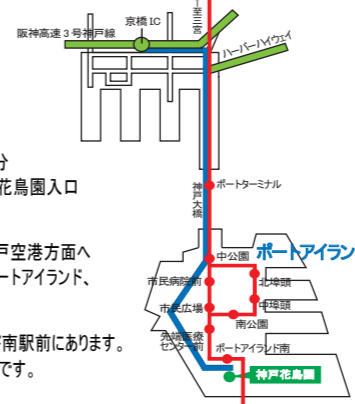 至三宮
京橋IC
阪神高速3号神戸線
ハーバーハイウェイ
分
花鳥園入口
神戸大橋
ポートターミナル
戸空港方面へ
ートアイランド、
中公園
ポートアイラン
市民病院前
北埠頭
市民広場
中埠頭
南公園
先端医療
センター前
南駅前にあります。
です。
ポートアイランド南
神戸花鳥園